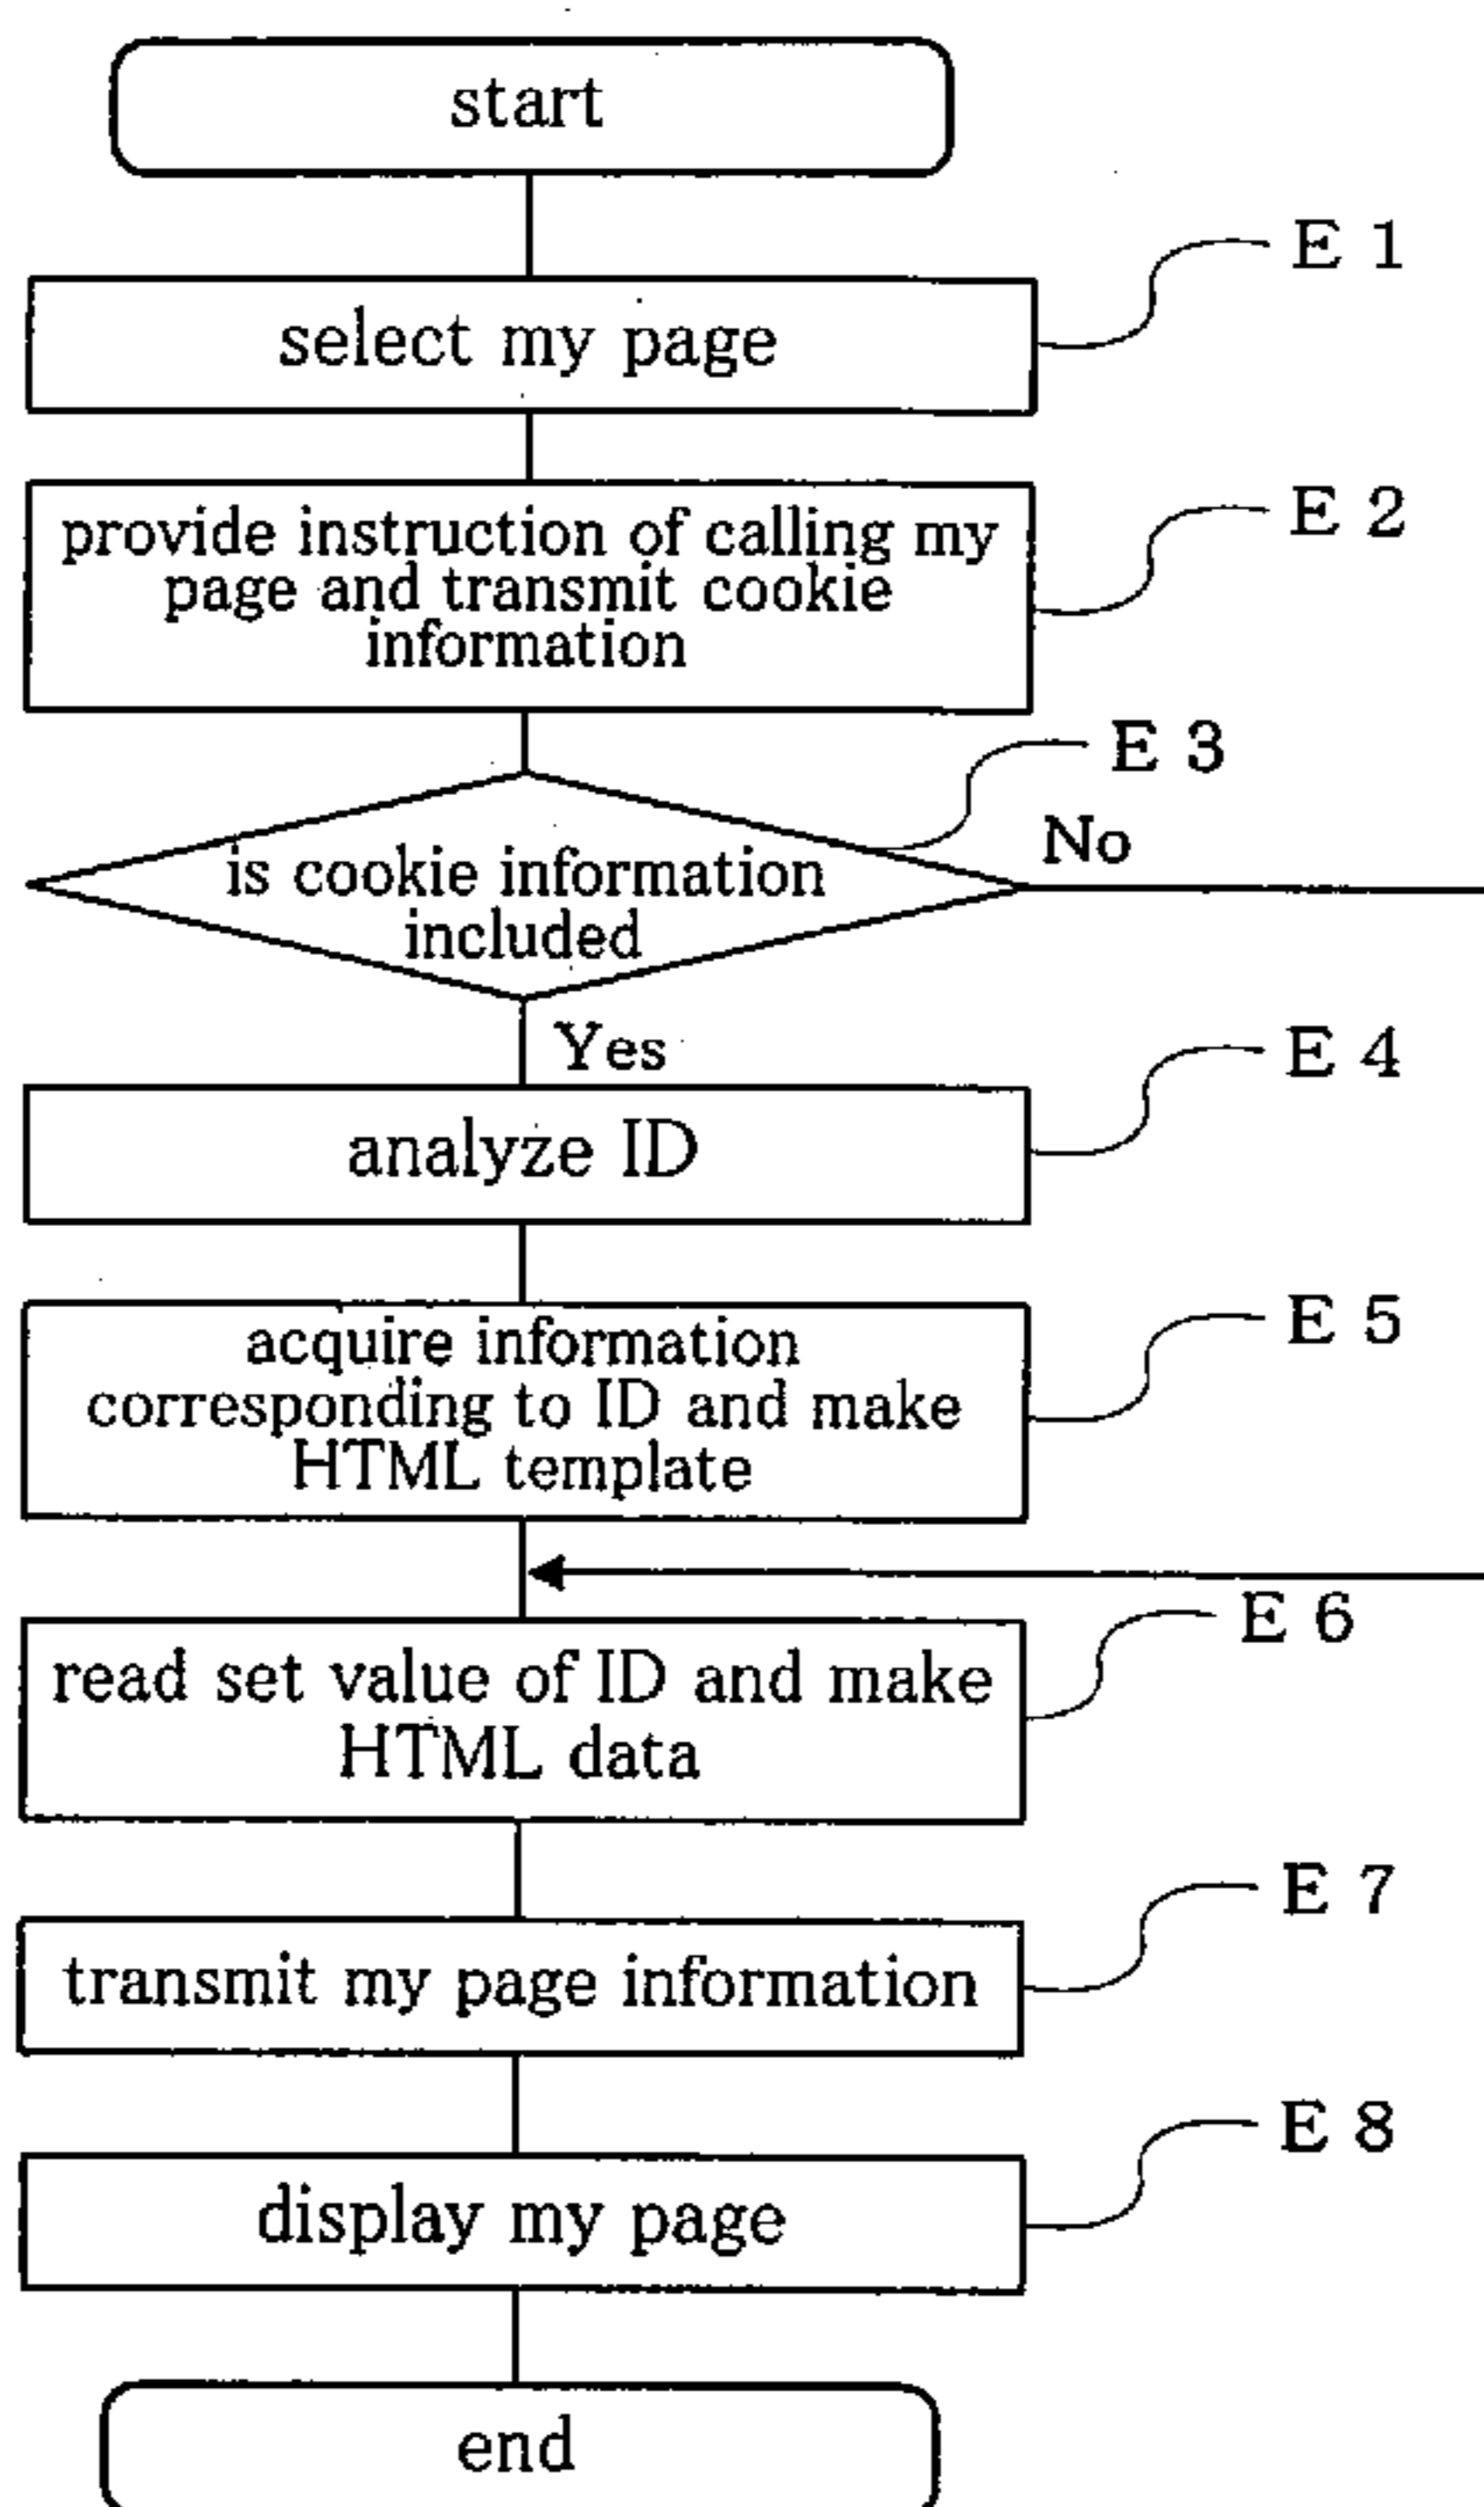 start
E 1
select my page
E 2
provide instruction of calling my
page and transmit cookie
information
E 3
No
is cookie information
included
Yes
E 4
analyze ID
E 5
acquire information
corresponding to ID and make
HTML template
E 6
read set value of ID and make
HTML data
E 7
transmit my page information
E 8
display my page
end